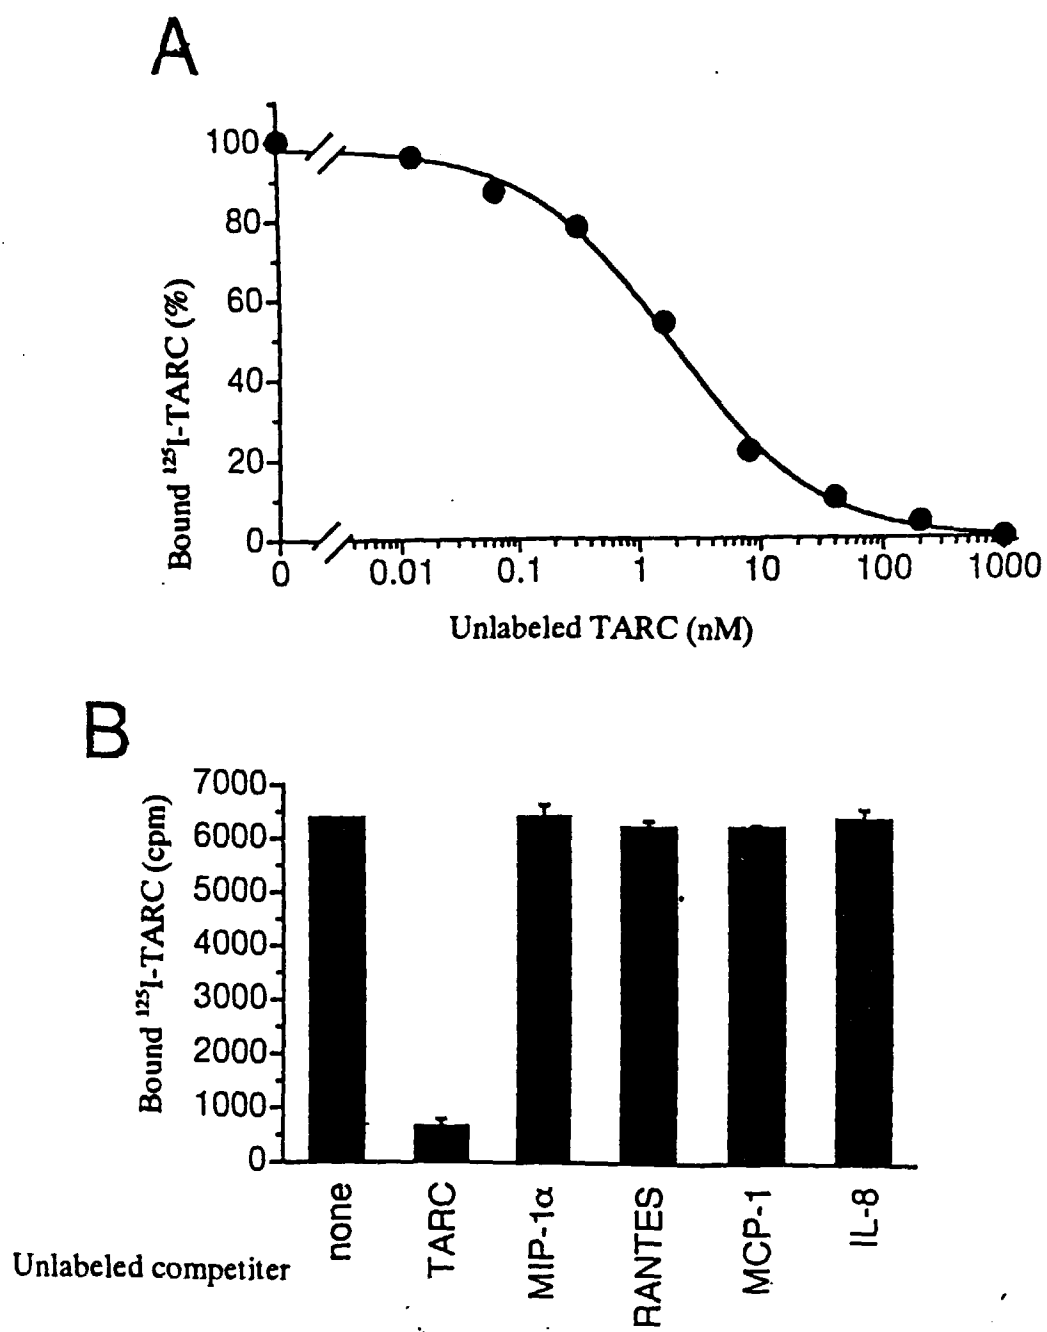 A
100
80
60
40
20
0
Bound ¹²⁵I-TARC (%)
0 0.01 0.1 1 10 100 1000
Unlabeled TARC (nM)
B
7000
6000
5000
4000
3000
2000
1000
0
Bound ¹²⁵I-TARC (cpm)
none
TARC
MIP-1α
RANTES
MCP-1
IL-8
Unlabeled competiter